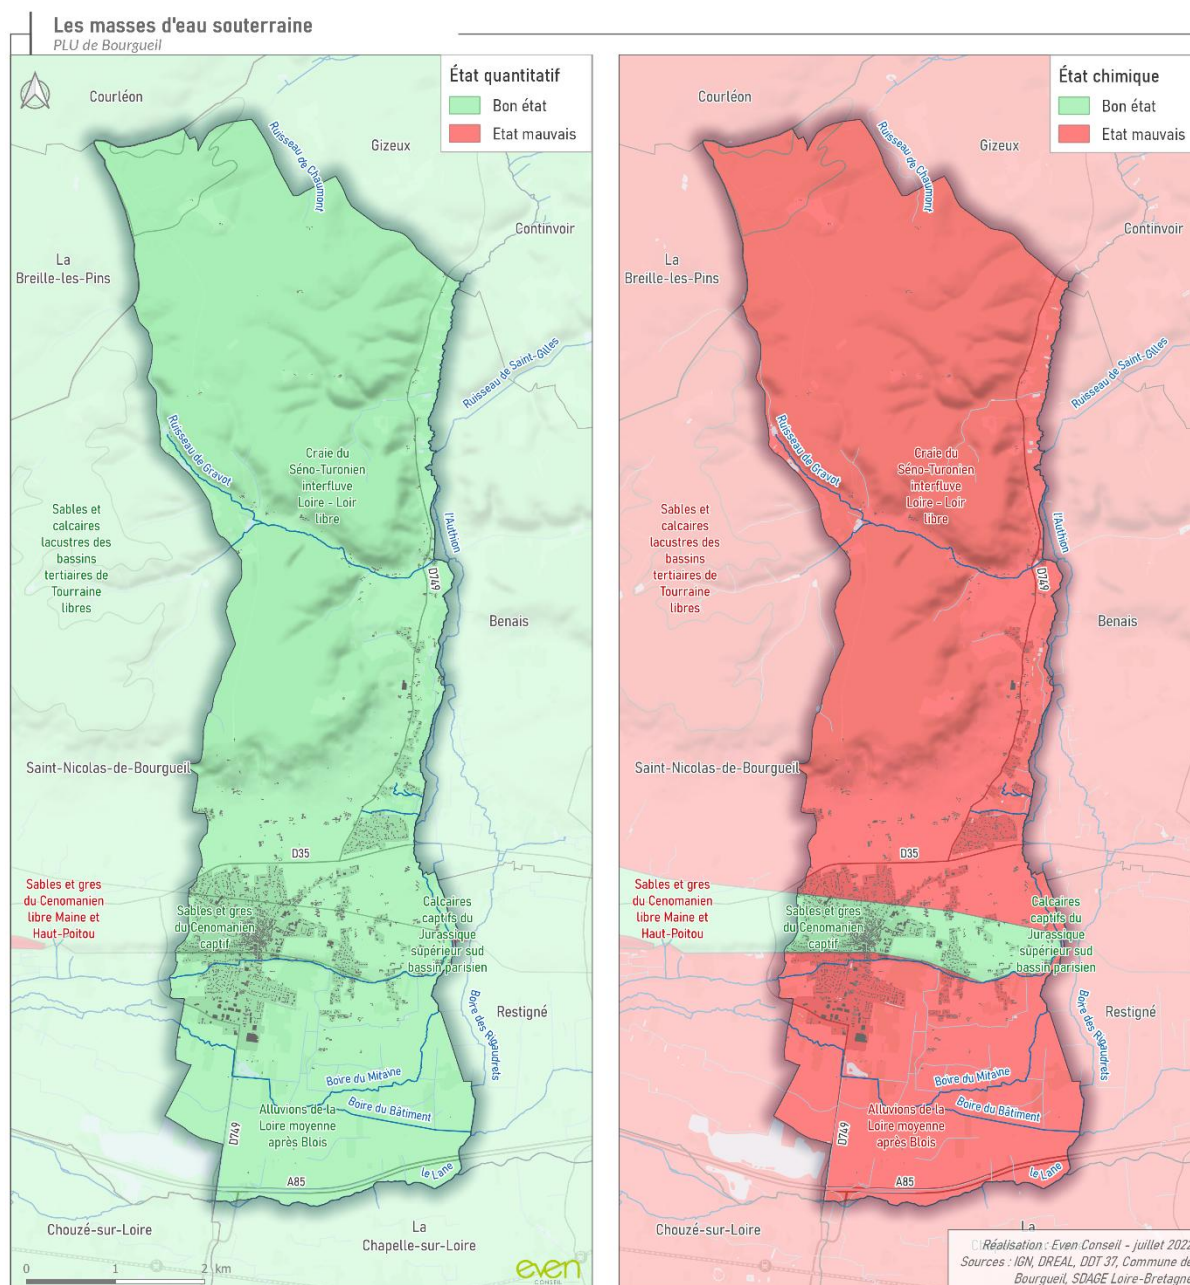 Les masses d'eau souterraine
PLU de Bourgueil
État quantitatif
Bon état
Etat mauvais
Courléon
Gizeux
Ruisseau de Chaumont
Continvoir
La
Breille-les-Pins
Ruisseau de Saint-Gilles
Ruisseau de Gravot
Craie du
Séno-Turonien
interfluve
Loire - Loir
libre
Sables et
calcaires
lacustres des
bassins
tertiaires de
Tourraine
libres
l'Authion
D749
Benais
Saint-Nicolas-de-Bourgueil
D35
Sables et gres
du Cenomanien
libre Maine et
Haut-Poitou
Sables et gres
du Cenomanien
captif
Calcaires
captifs du
Jurassique
supérieur sud
bassin parisien
Restigné
Boire des Rigaudrets
Boire du Mitaine
Boire du Bâtiment
Alluvions de la
Loire moyenne
après Blois
D749
le Lane
A85
Chouzé-sur-Loire
La
Chapelle-sur-Loire
0 1 2 km
even
CONSEIL
État chimique
Bon état
Etat mauvais
Courléon
Gizeux
Ruisseau de Chaumont
Continvoir
La
Breille-les-Pins
Ruisseau de Saint-Gilles
Ruisseau de Gravot
Craie du
Séno-Turonien
interfluve
Loire - Loir
libre
Sables et
calcaires
lacustres des
bassins
tertiaires de
Tourraine
libres
l'Authion
D749
Benais
Saint-Nicolas-de-Bourgueil
D35
Sables et gres
du Cenomanien
libre Maine et
Haut-Poitou
Sables et gres
du Cenomanien
captif
Calcaires
captifs du
Jurassique
supérieur sud
bassin parisien
Restigné
Boire des Rigaudrets
Boire du Mitaine
Boire du Bâtiment
Alluvions de la
Loire moyenne
après Blois
D749
le Lane
A85
Chouzé-sur-Loire
La
Réalisation : Even Conseil - juillet 2022
Sources : IGN, DREAL, DDT 37, Commune de
Bourgueil, SDAGE Loire-Bretagn